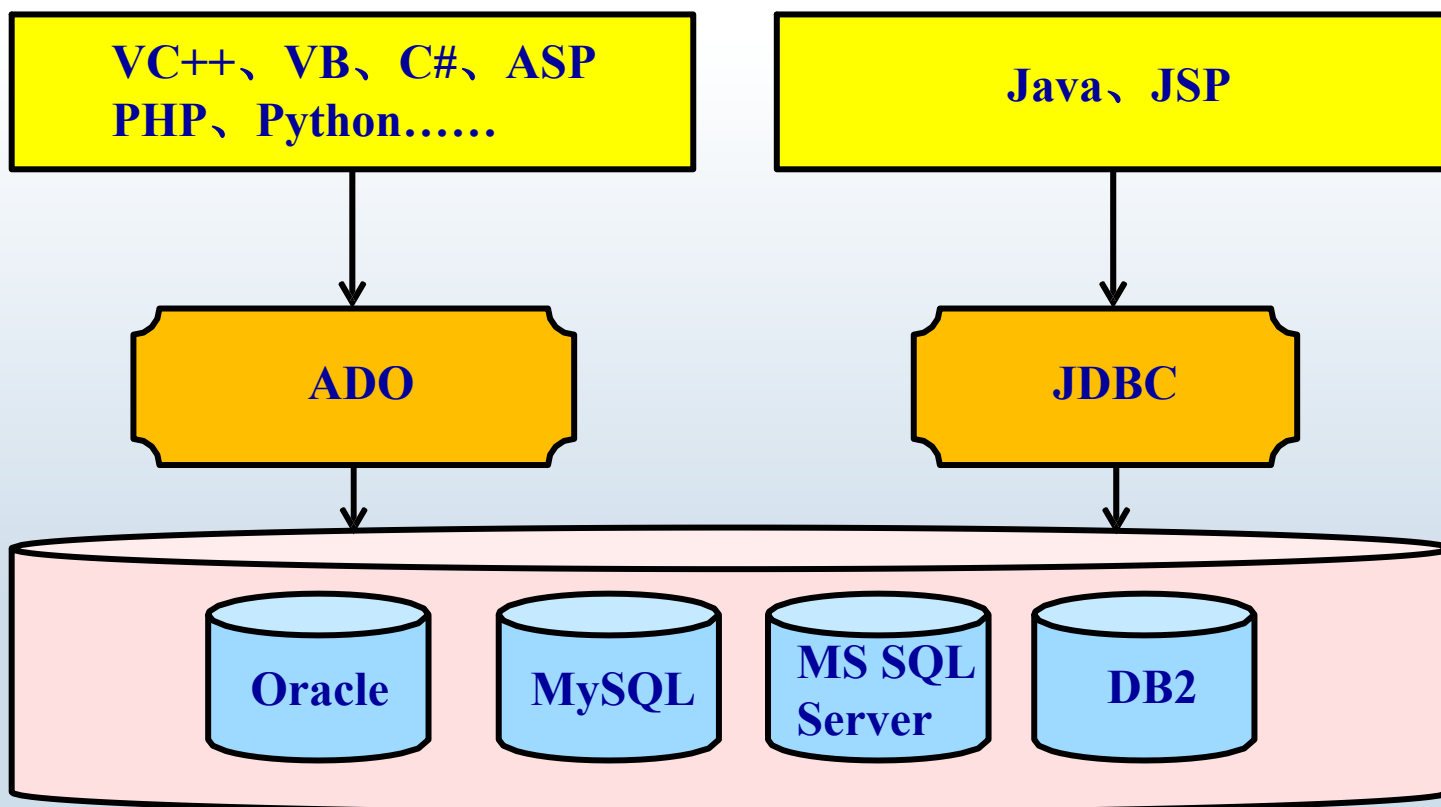 VC++、VB、C#、ASP
PHP、Python……
Java、JSP
ADO
JDBC
Oracle
MySQL
MS SQL
Server
DB2